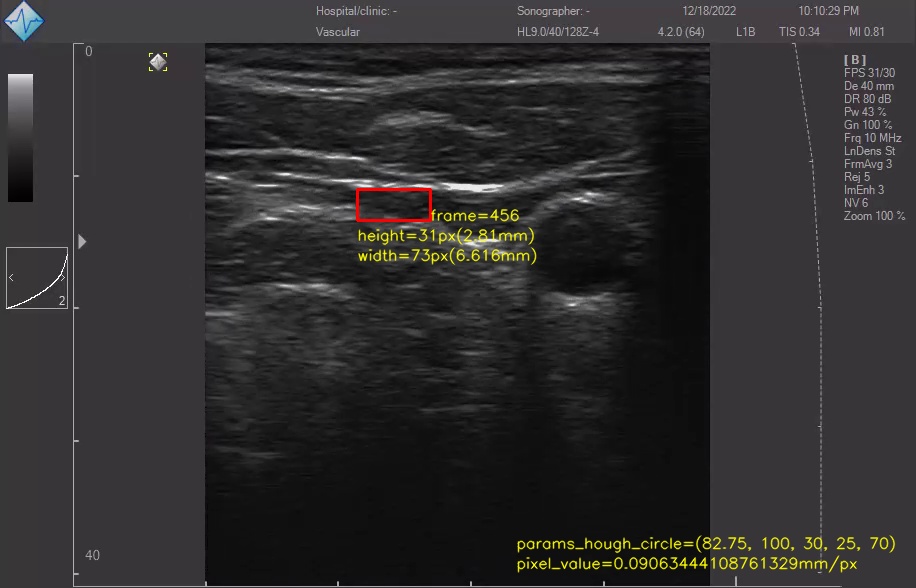 Hospital/clinic: - Sonographer: - 12/18/2022 10:10:29 PM
Vascular HL9.0/40/128Z-4 4.2.0 (64) L1B TIS 0.34 MI 0.81
0
[ B ]
FPS 31/30
De 40 mm
DR 80 dB
Pw 43 %
Gn 100 %
Frq 10 MHz
LnDens St
FrmAvg 3
Rej 5
ImEnh 3
NV 6
Zoom 100 %
frame=456
height=31px(2.81mm)
width=73px(6.616mm)
2
40
params_hough_circle=(82.75, 100, 30, 25, 70)
pixel_value=0.09063444108761329mm/px